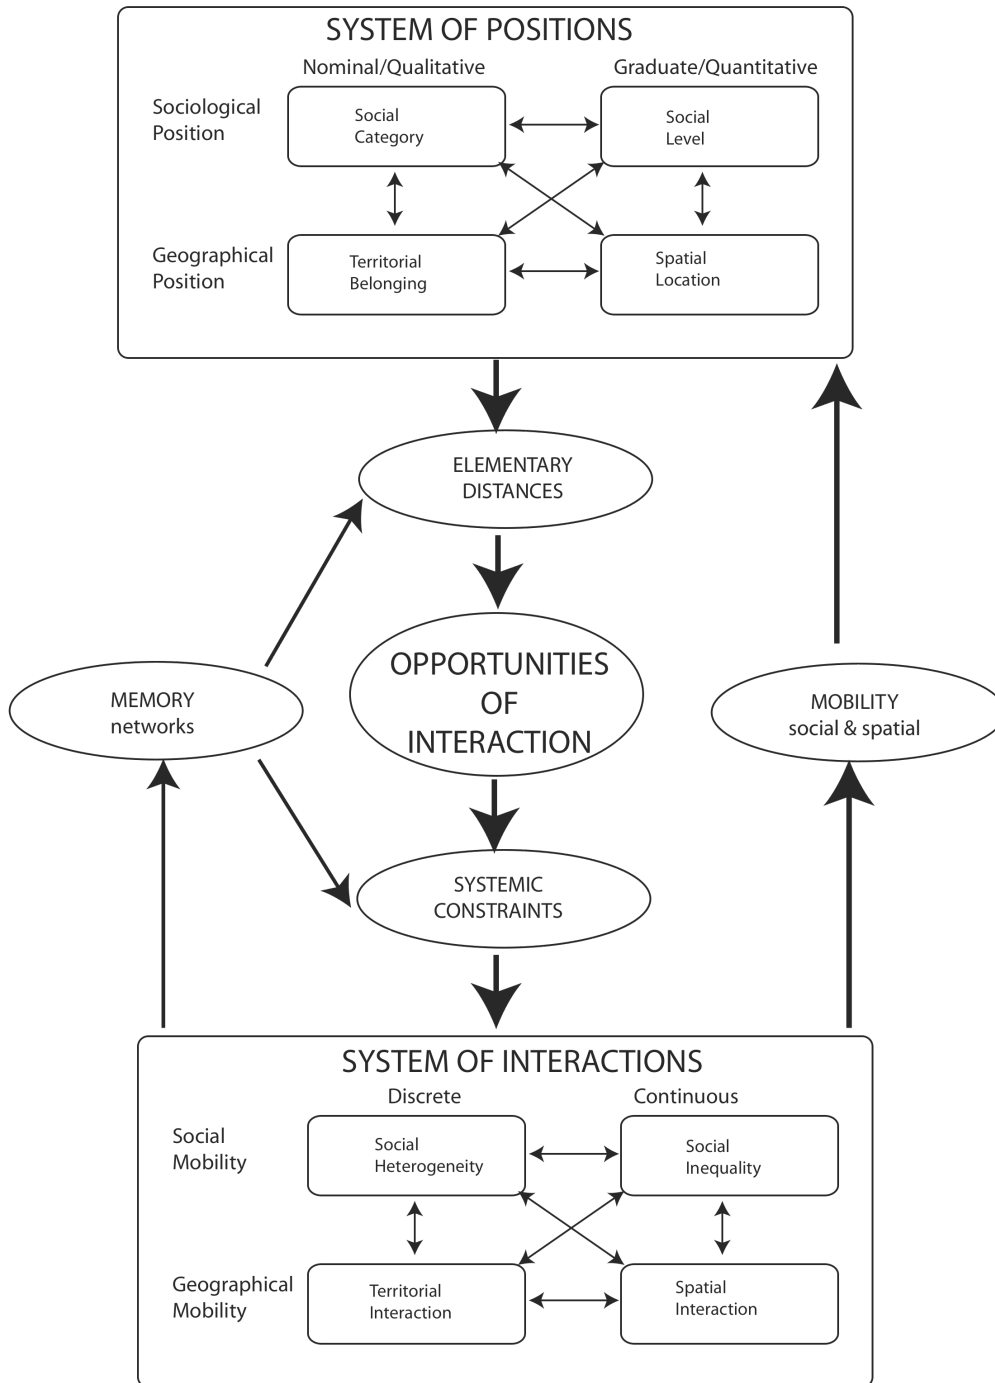 SYSTEM OF POSITIONS
Nominal/Qualitative
Graduate/Quantitative
Sociological
Position
Social
Category
Social
Level
Geographical
Position
Territorial
Belonging
Spatial
Location
ELEMENTARY
DISTANCES
OPPORTUNITIES
OF
INTERACTION
MEMORY
networks
MOBILITY
social & spatial
SYSTEMIC
CONSTRAINTS
SYSTEM OF INTERACTIONS
Discrete
Continuous
Social
Mobility
Social
Heterogeneity
Social
Inequality
Geographical
Mobility
Territorial
Interaction
Spatial
Interaction